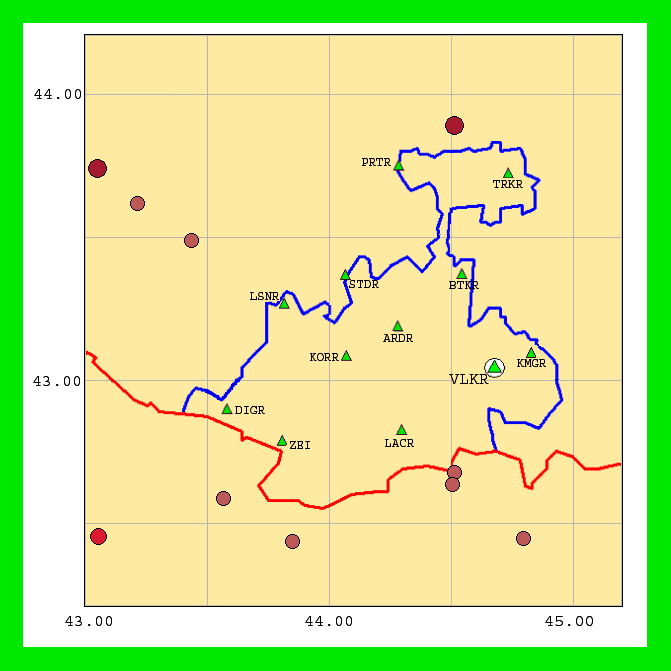 44.00
PRTR
TRKR
STDR
BTKR
LSNR
ARDR
KORR
KMGR
43.00
VLKR
DIGR
ZEI
LACR
43.00 44.00 45.00